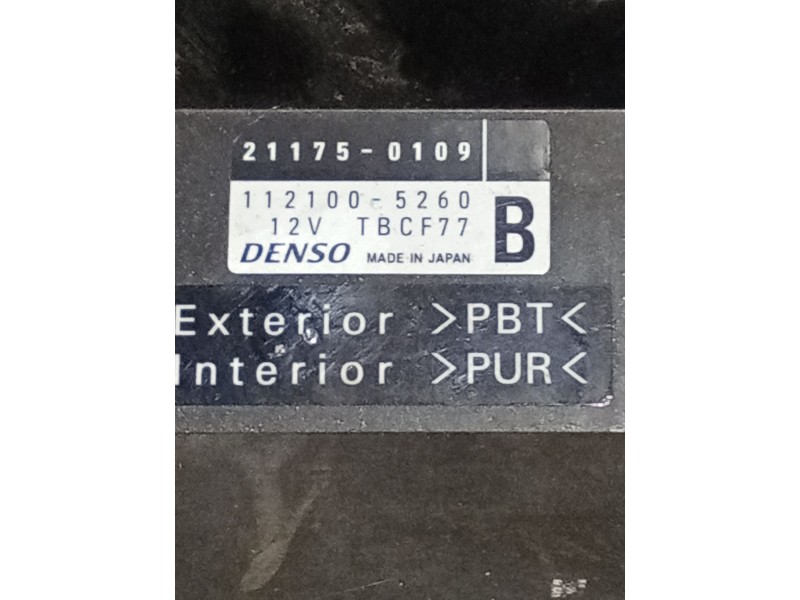 21175-0109
112100-5260
12V TBCF77 B
DENSO MADE IN JAPAN
Exterior >PBT<
Interior >PUR<